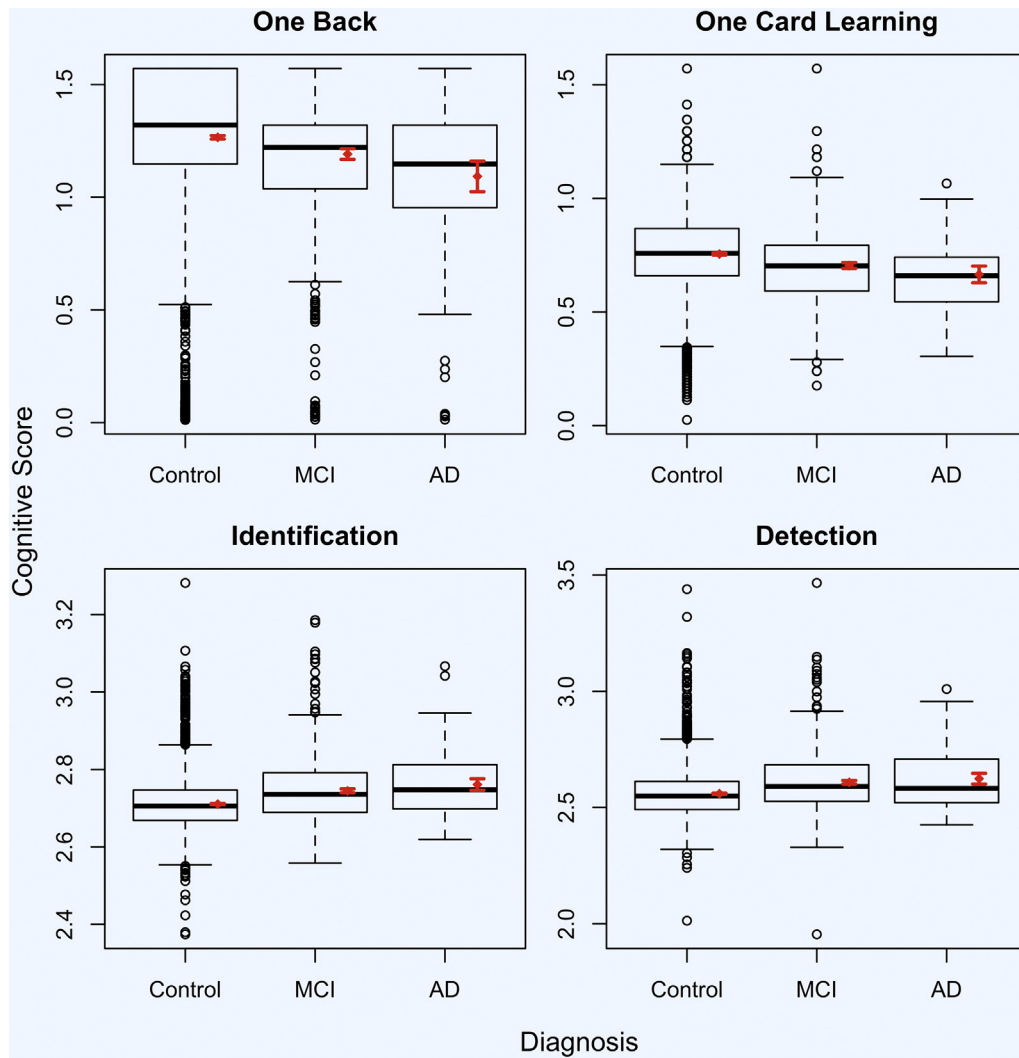 One Back
One Card Learning
1.5
1.0
0.5
0.0
Control MCI AD
1.5
1.0
0.5
0.0
Control MCI AD
Cognitive Score
Identification
Detection
3.2
3.0
2.8
2.6
2.4
Control MCI AD
3.5
3.0
2.5
2.0
Control MCI AD
Diagnosis